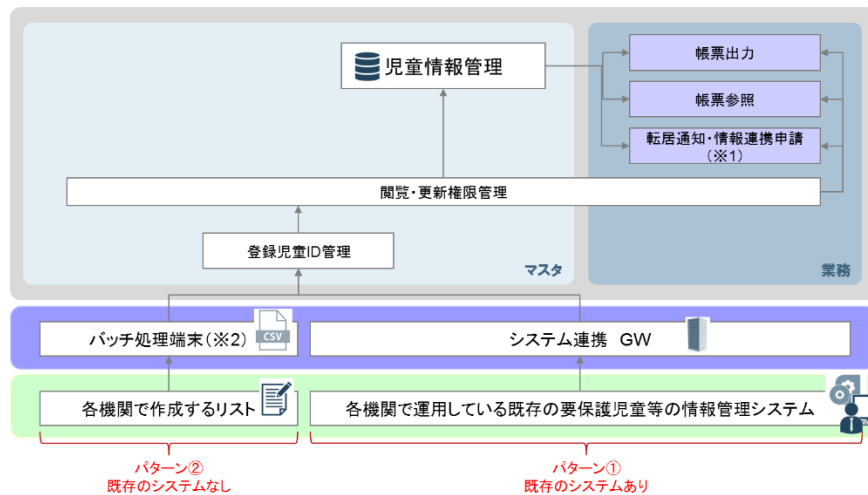 児童情報管理
帳票出力
帳票参照
転居通知・情報連携申請
(※1)
閲覧・更新権限管理
登録児童ID管理
マスタ
業務
バッチ処理端末(※2)
CSV
システム連携 GW
各機関で作成するリスト
各機関で運用している既存の要保護児童等の情報管理システム
パターン②
既存のシステムなし
パターン①
既存のシステムあり